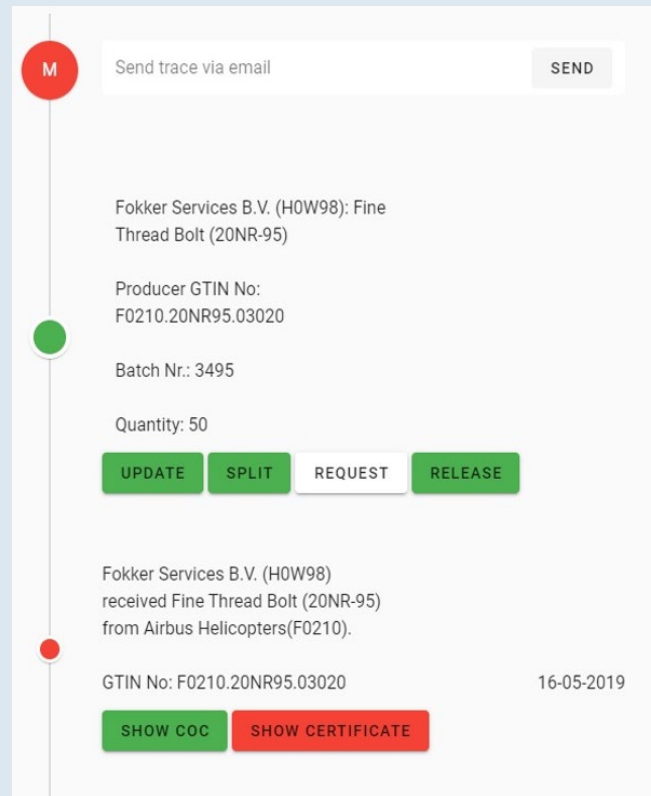 M
Send trace via email
SEND
Fokker Services B.V. (H0W98): Fine
Thread Bolt (20NR-95)
Producer GTIN No:
F0210.20NR95.03020
Batch Nr.: 3495
Quantity: 50
UPDATE SPLIT REQUEST RELEASE
Fokker Services B.V. (H0W98)
received Fine Thread Bolt (20NR-95)
from Airbus Helicopters(F0210).
GTIN No: F0210.20NR95.03020 16-05-2019
SHOW COC SHOW CERTIFICATE